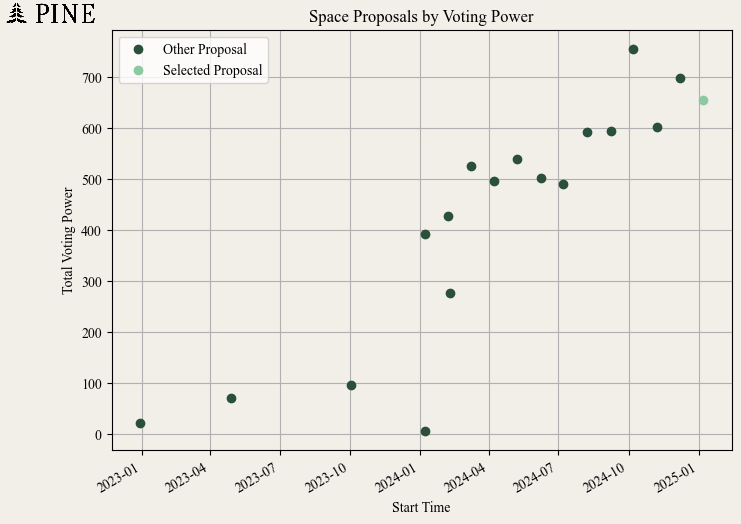 PINE
Space Proposals by Voting Power
Other Proposal
Selected Proposal
Total Voting Power
700
600
500
400
300
200
100
0
2023-01
2023-04
2023-07
2023-10
2024-01
2024-04
2024-07
2024-10
2025-01
Start Time